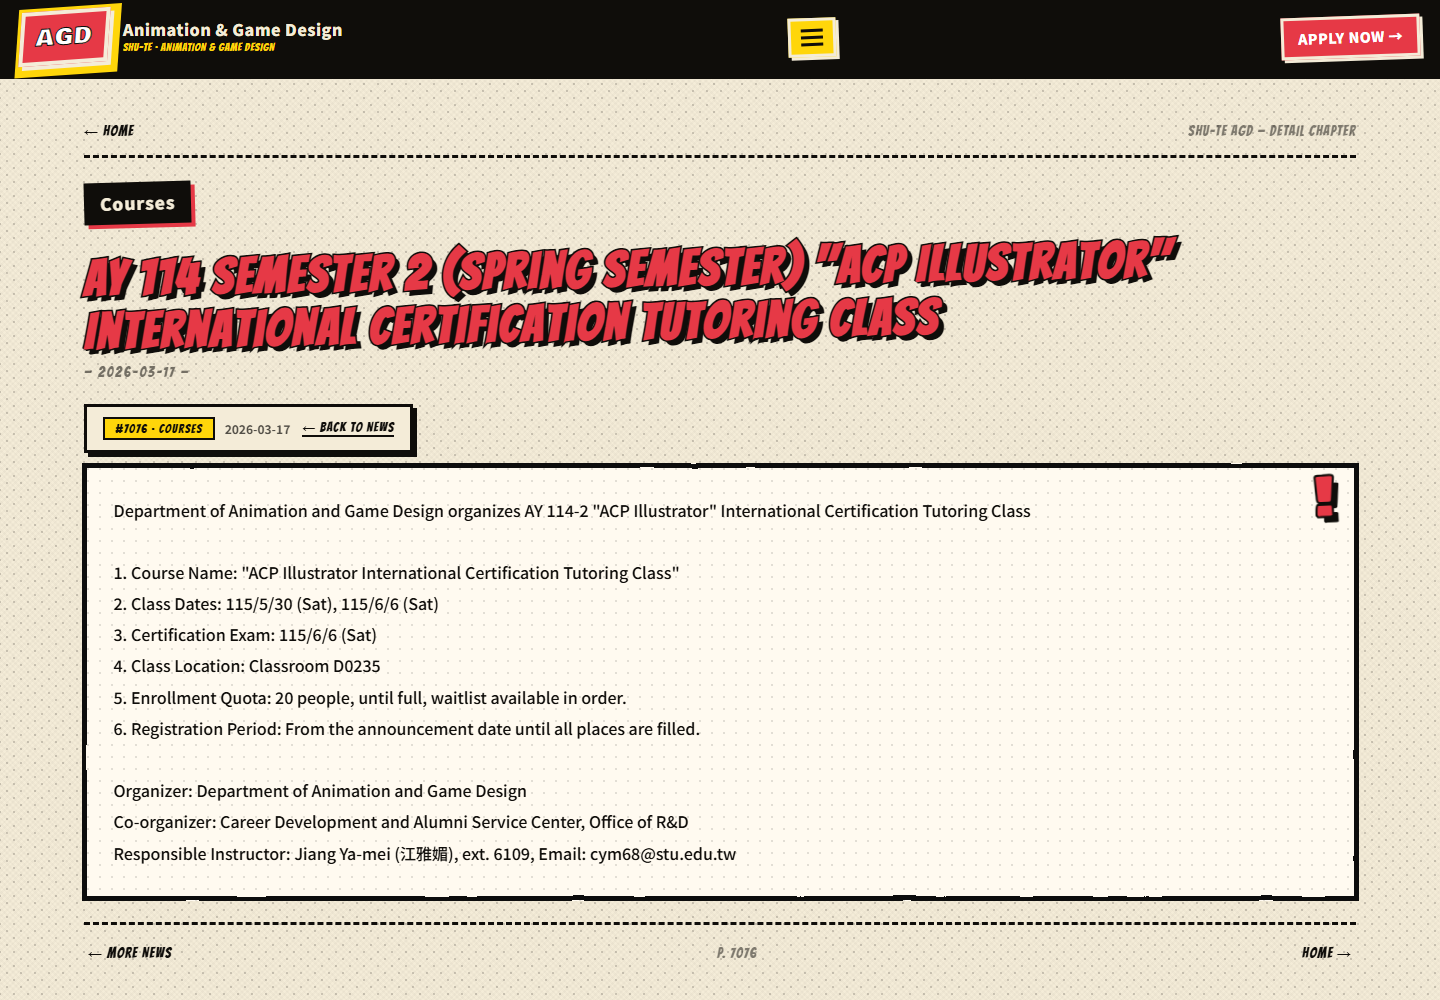 AGD
Animation & Game Design
SHU-TE · ANIMATION & GAME DESIGN
APPLY NOW →
← HOME
SHU-TE AGD – DETAIL CHAPTER
Courses
AY 114 SEMESTER 2 (SPRING SEMESTER) "ACP ILLUSTRATOR"
INTERNATIONAL CERTIFICATION TUTORING CLASS
– 2026-03-17 –
#7076 · COURSES
2026-03-17
← BACK TO NEWS
!
Department of Animation and Game Design organizes AY 114-2 "ACP Illustrator" International Certification Tutoring Class
1. Course Name: "ACP Illustrator International Certification Tutoring Class"
2. Class Dates: 115/5/30 (Sat), 115/6/6 (Sat)
3. Certification Exam: 115/6/6 (Sat)
4. Class Location: Classroom D0235
5. Enrollment Quota: 20 people, until full, waitlist available in order.
6. Registration Period: From the announcement date until all places are filled.
Organizer: Department of Animation and Game Design
Co-organizer: Career Development and Alumni Service Center, Office of R&D
Responsible Instructor: Jiang Ya-mei (江雅媚), ext. 6109, Email: cym68@stu.edu.tw
← MORE NEWS
P. 7076
HOME →